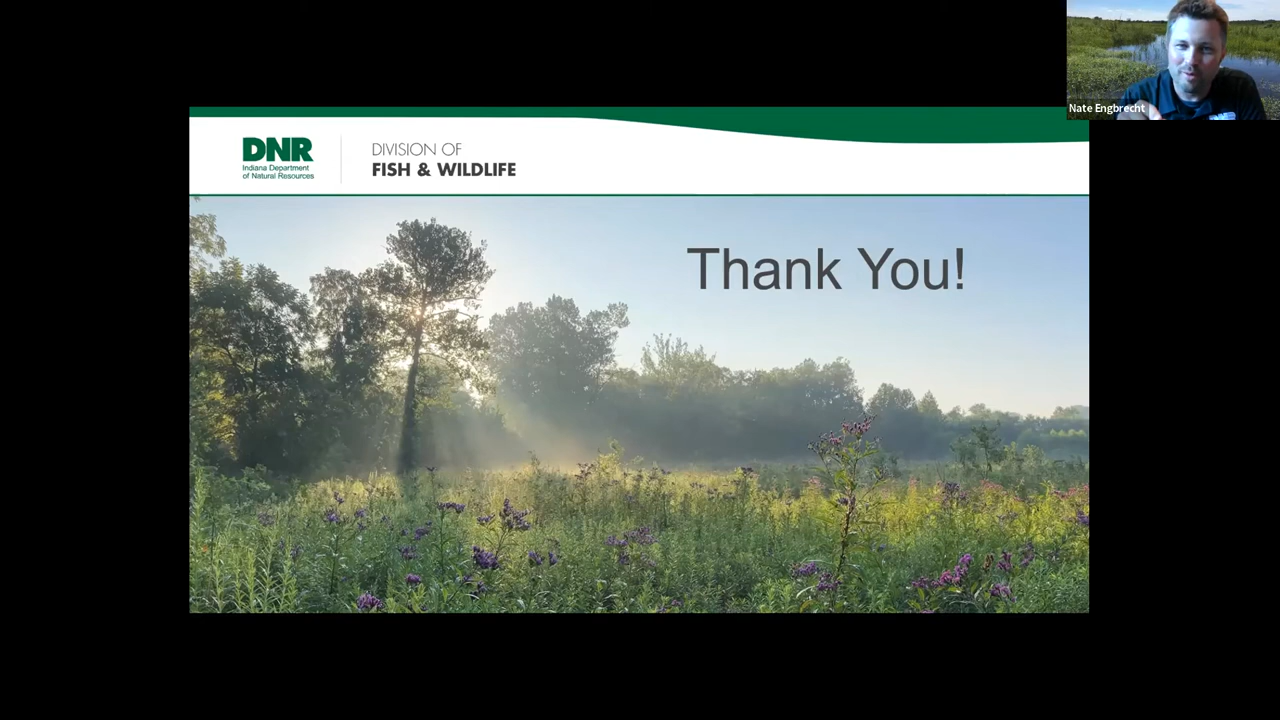 Nate Engbrecht
DNR
Indiana Department
of Natural Resources
DIVISION OF
FISH & WILDLIFE
Thank You!